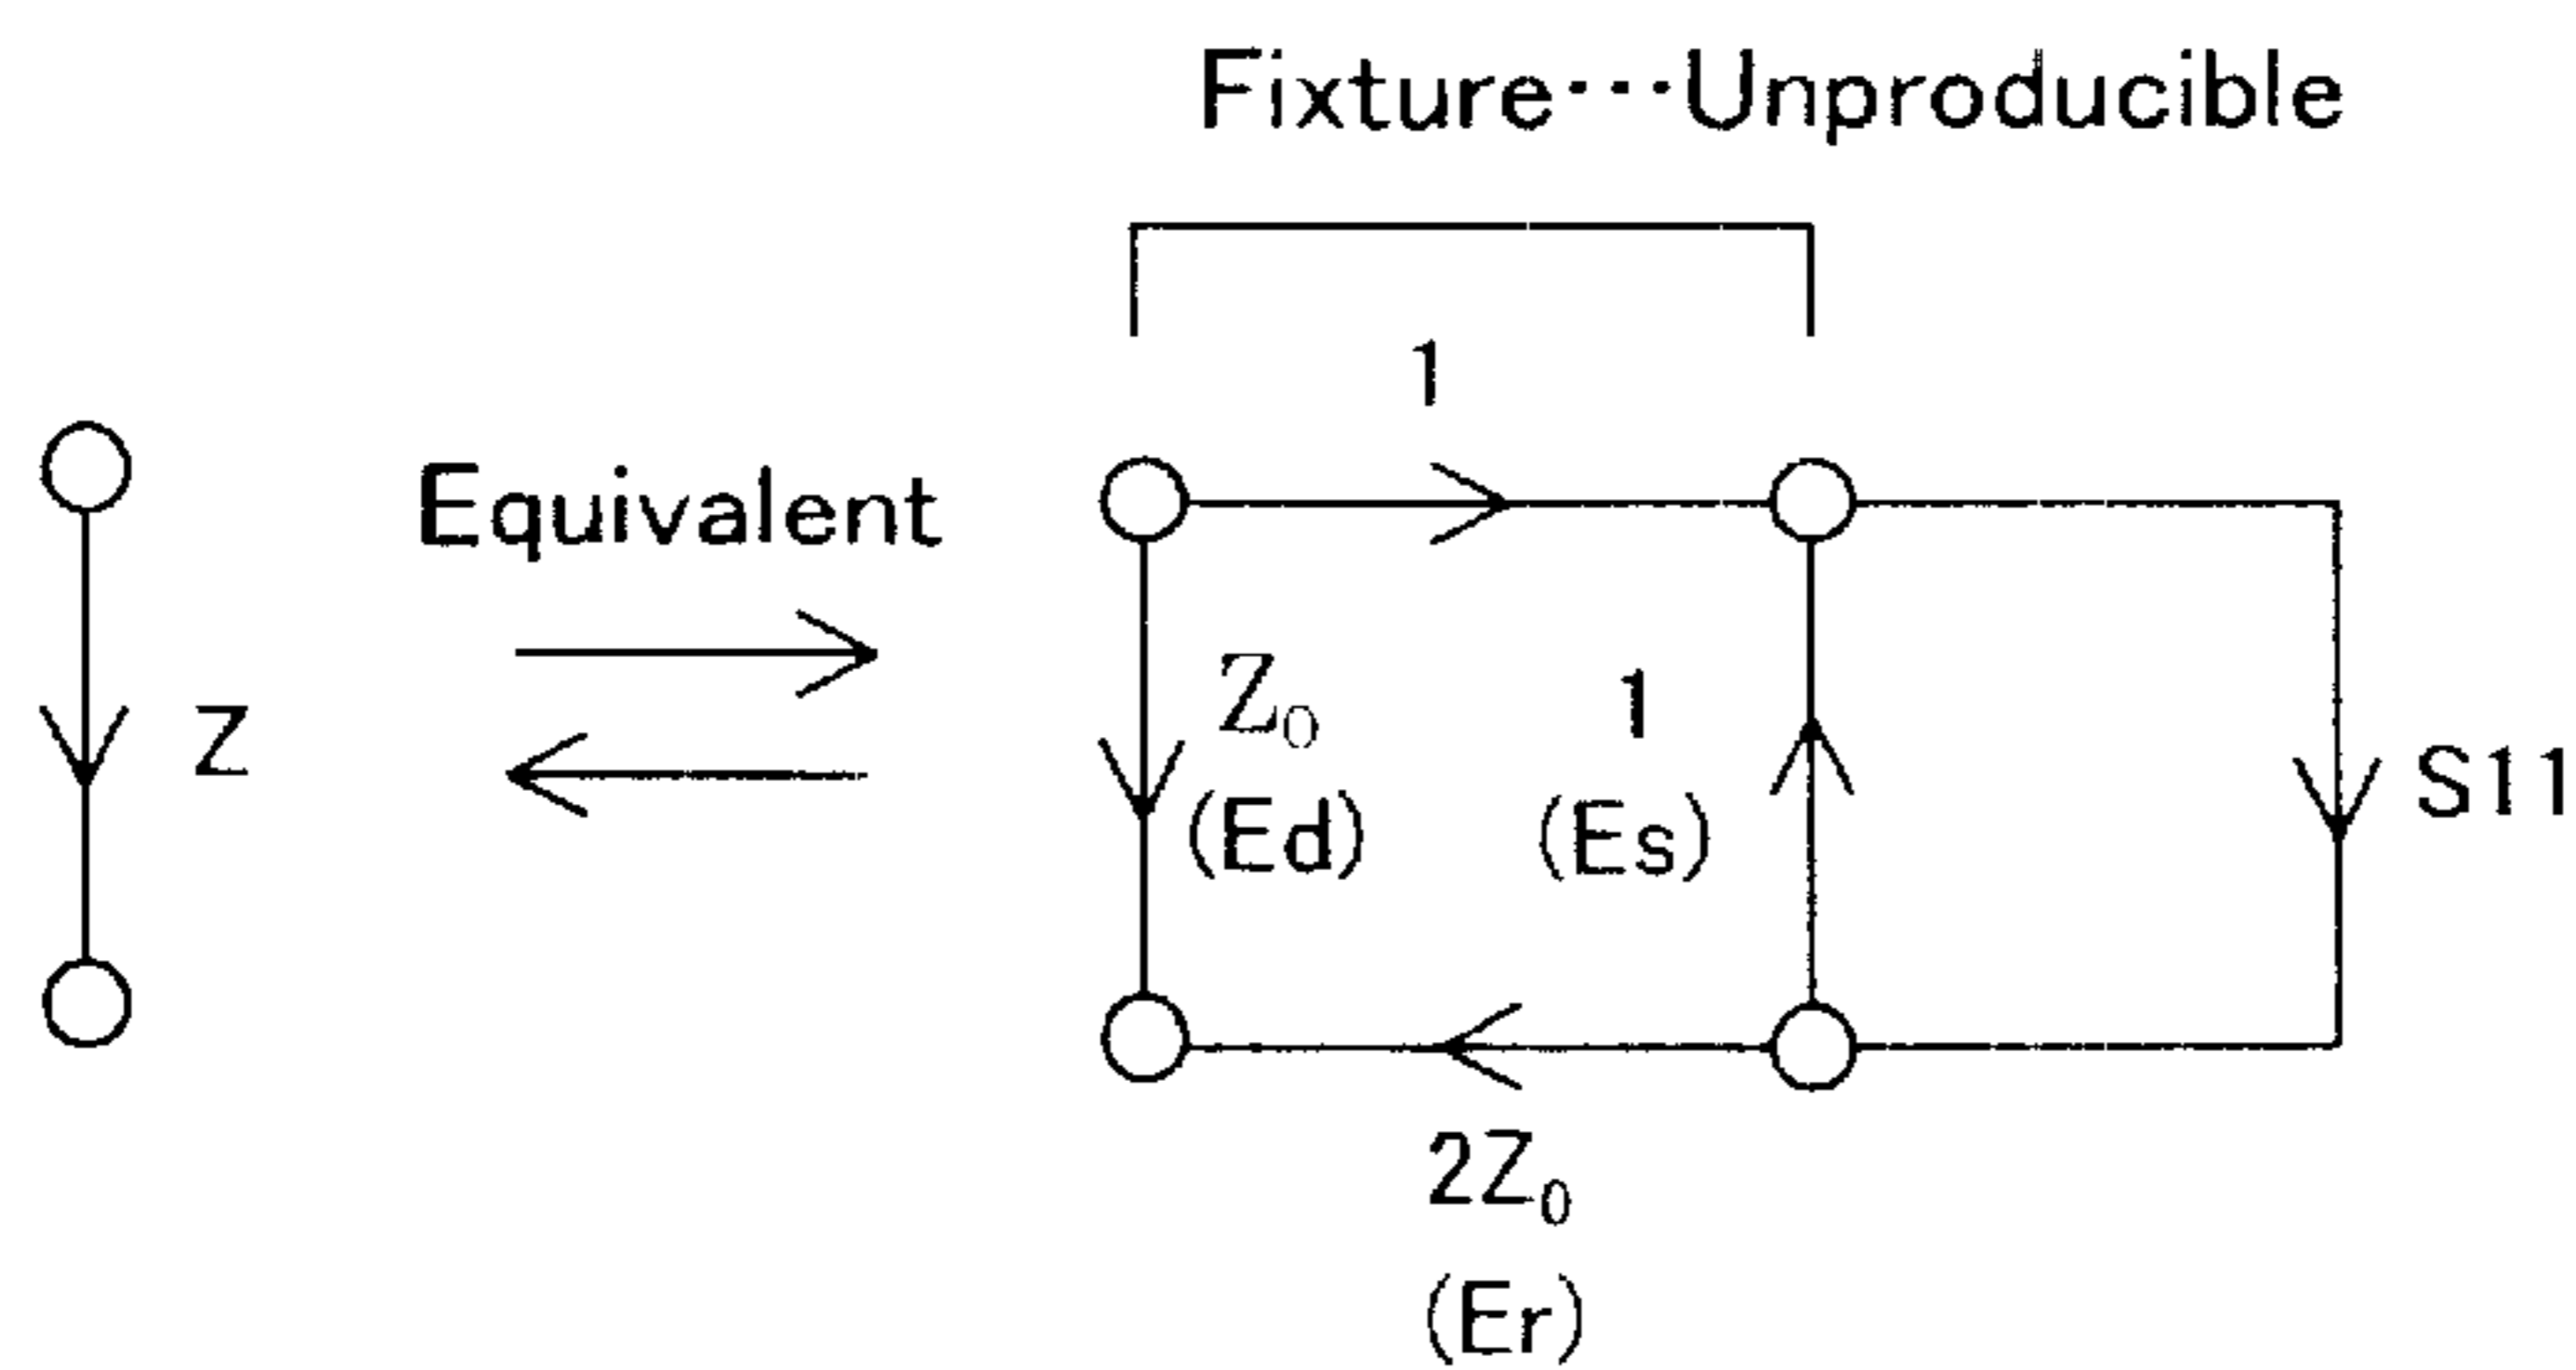 Fixture···Unproducible
1
Equivalent
Z
Z₀
(Ed)
1
(Es)
S11
2Z₀
(Er)